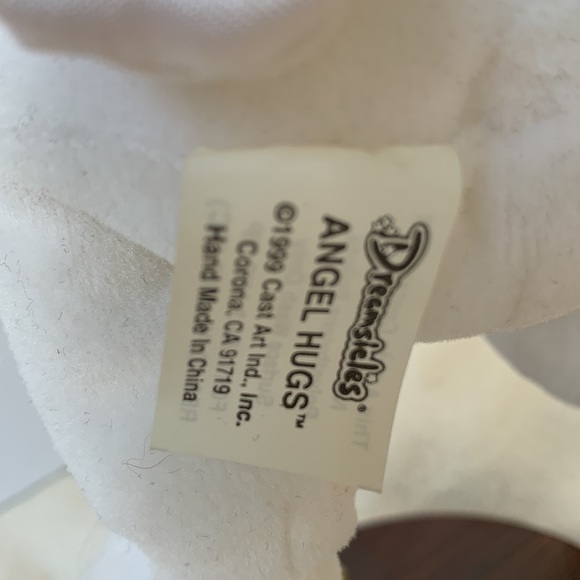 Dreamsicles®
ANGEL HUGS™
©1999 Cast Art Ind., Inc.
Corona, CA 91719
Hand Made In China